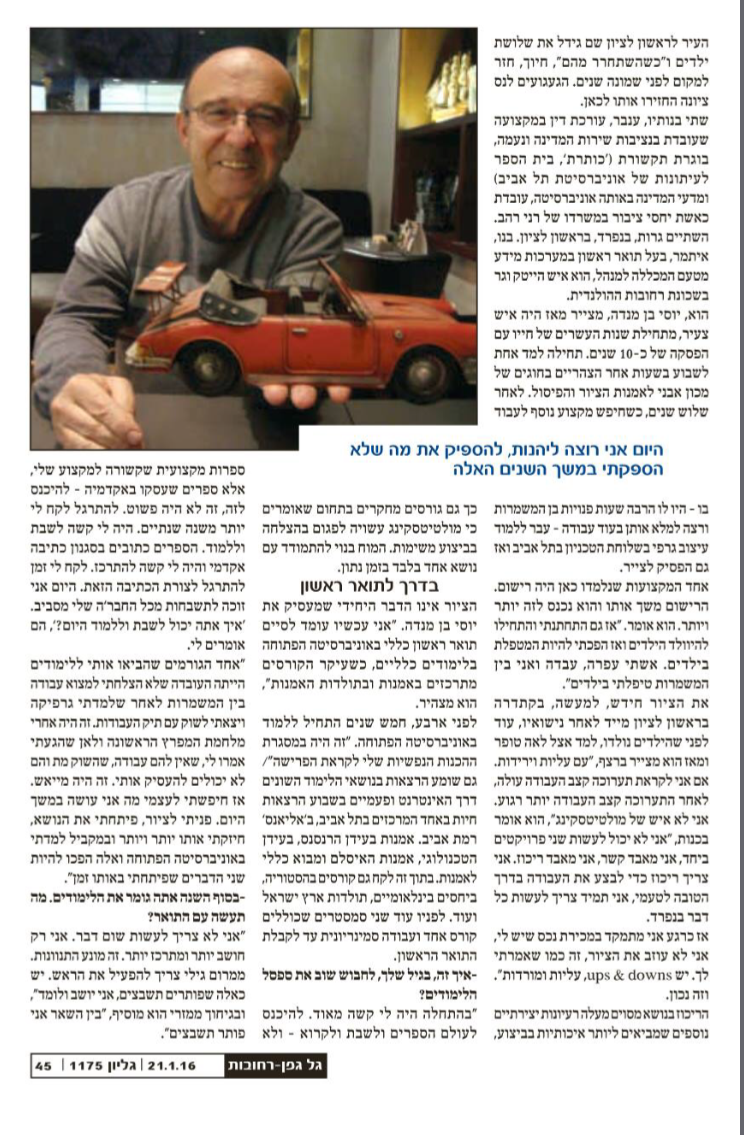 העיר לראשון לציון שם גידל את שלושת
ילדים ו"כשהשתחרר מהם", חיוך, חזר
למקום לפני שמונה שנים. הגעגועים לנס
ציונה החזירו אותו לכאן.
שתי בנותיו, ענבר, עורכת דין במקצועה
שעובדת בנציבות שירות המדינה ונעמה,
בוגרת תקשורת ('כותרת', בית הספר
לעיתונות של אוניברסיטת תל אביב)
ומדעי המדינה באותה אוניברסיטה, עובדת
כאשת יחסי ציבור במשרדו של רני רהב.
השתיים גרות, בנפרד, בראשון לציון. בנו,
איתמר, בעל תואר ראשון במערכות מידע
מטעם המכללה למנהל, הוא איש הייטק וגר
בשכונת רחובות ההולנדית.
הוא, יוסי בן מנדה, מצייר מאז היה איש
צעיר, מתחילת שנות העשרים של חייו עם
הפסקה של כ-10 שנים. תחילה למד אחת
לשבוע בשעות אחר הצהריים בחוגים של
מכון אבני לאמנות הציור והפיסול. לאחר
שלוש שנים, כשחיפש מקצוע נוסף לעבוד
היום אני רוצה ליהנות, להספיק את מה שלא
הספקתי במשך השנים האלה
בו - היו לו הרבה שעות פנויות בן המשמרות
ורצה למלא אותן בעוד עבודה - עבר ללמוד
עיצוב גרפי בשלוחת הטכניון בתל אביב ואז
גם הפסיק לצייר.
אחד המקצועות שנלמדו כאן היה רישום.
הרישום משך אותו והוא נכנס לזה יותר
ויותר. הוא אומר. "אז גם התחתנתי והתחילו
להיוולד הילדים ואז הפכתי להיות המטפלת
בילדים. אשתי עפרה, עבדה ואני בין
המשמרות טיפלתי בילדים".
את הציור חידש, למעשה, בקתדרה
בראשון לציון מייד לאחר נישואיו, עוד
לפני שהילדים נולדו, למד אצל לאה טופר
ומאז הוא מצייר ברצף, "עם עליות וירידות.
אם אני לקראת תערוכה קצב העבודה עולה,
לאחר התערוכה קצב העבודה יותר רגוע.
אני לא איש של מולטיטסקינג", הוא אומר
בכנות, "אני לא יכול לעשות שני פרויקטים
ביחד, אני מאבד קשר, אני מאבד ריכוז. אני
צריך ריכוז כדי לבצע את העבודה בדרך
הטובה לטעמי, אני תמיד צריך לעשות כל
דבר בנפרד.
אז כרגע אני מתמקד במכירת נכס שיש לי,
אני לא עוזב את הציור, זה כמו שאמרתי
לך. יש ups & downs, עליות ומורדות".
וזה נכון.
הריכוז בנושא מסוים מעלה רעיונות יצירתיים
נוספים שמביאים ליותר איכותיות בביצוע,
כך גם גורסים מחקרים בתחום שאומרים
כי מולטיטסקינג עשויה לפגום בהצלחה
בביצוע משימות. המוח בנוי להתמודד עם
נושא אחד בלבד בזמן נתון.
בדרך לתואר ראשון
הציור אינו הדבר היחידי שמעסיק את
יוסי בן מנדה. "אני עכשיו עומד לסיים
תואר ראשון כללי באוניברסיטה הפתוחה
בלימודים כלליים, כשעיקר הקורסים
מתרכזים באמנות ובתולדות האמנות",
הוא מצהיר.
לפני ארבע, חמש שנים התחיל ללמוד
באוניברסיטה הפתוחה. "זה היה במסגרת
ההכנות הנפשיות שלי לקראת הפרישה"/
גם שומע הרצאות בנושאי הלימוד השונים
דרך האינטרנט ופעמיים בשבוע הרצאות
חיות באחד המרכזים בתל אביב, ב'אליאנס'
רמת אביב. אמנות בעידן הרנסנס, בעידן
הטכנולוגי, אמנות האיסלם ומבוא כללי
לאמנות. בתוך זה לקח גם קורסים בהסטוריה,
ביחסים בינלאומיים, תולדות ארץ ישראל
ועוד. לפניו עוד שני סמסטרים שכוללים
קורס אחד ועבודה סמינריונית עד לקבלת
התואר הראשון.
-איך זה, בגיל שלך, לחבוש שוב את ספסל
הלימודים?
"בהתחלה היה לי קשה מאוד. להיכנס
לעולם הספרים ולשבת ולקרוא - ולא
ספרות מקצועית שקשורה למקצוע שלי,
אלא ספרים שעסקו באקדמיה - להיכנס
לזה, זה לא היה פשוט. להתרגל לקח לי
יותר משנה שנתיים. היה לי קשה לשבת
וללמוד. הספרים כתובים בסגנון כתיבה
אקדמי והיה לי קשה להתרכז. לקח לי זמן
להתרגל לצורת הכתיבה הזאת. היום אני
זוכה לתשבחות מכל החבר'ה שלי מסביב.
'איך אתה יכול לשבת וללמוד היום?', הם
אומרים לי.
"אחד הגורמים שהביאו אותי ללימודים
הייתה העובדה שלא הצלחתי למצוא עבודה
בין המשמרות לאחר שלמדתי גרפיקה
ויצאתי לשוק עם תיק העבודות. זה היה אחרי
מלחמת המפרץ הראשונה ולאן שהגעתי
אמרו לי, שאין להם עבודה, שהשוק מת והם
לא יכולים להעסיק אותי. זה היה מייאש.
אז חיפשתי לעצמי מה אני עושה במשך
היום. פניתי לציור, פיתחתי את הנושא,
חיזקתי אותו יותר ויותר ובמקביל למדתי
באוניברסיטה הפתוחה ואלה הפכו להיות
שני הדברים שפיתחתי באותו זמן".
-בסוף השנה אתה גומר את הלימודים. מה
תעשה עם התואר?
"אני לא צריך לעשות שום דבר. אני רק
חושב יותר ומתרכז יותר. זה מונע התנוונות.
ממרום גילי צריך להפעיל את הראש. יש
כאלה שפותרים תשבצים, אני יושב ולומד",
ובגיחוך ממזרי הוא מוסיף, "בין השאר אני
פותר תשבצים".
גל גפן-רחובות | 21.1.16 | גליון 1175 | 45